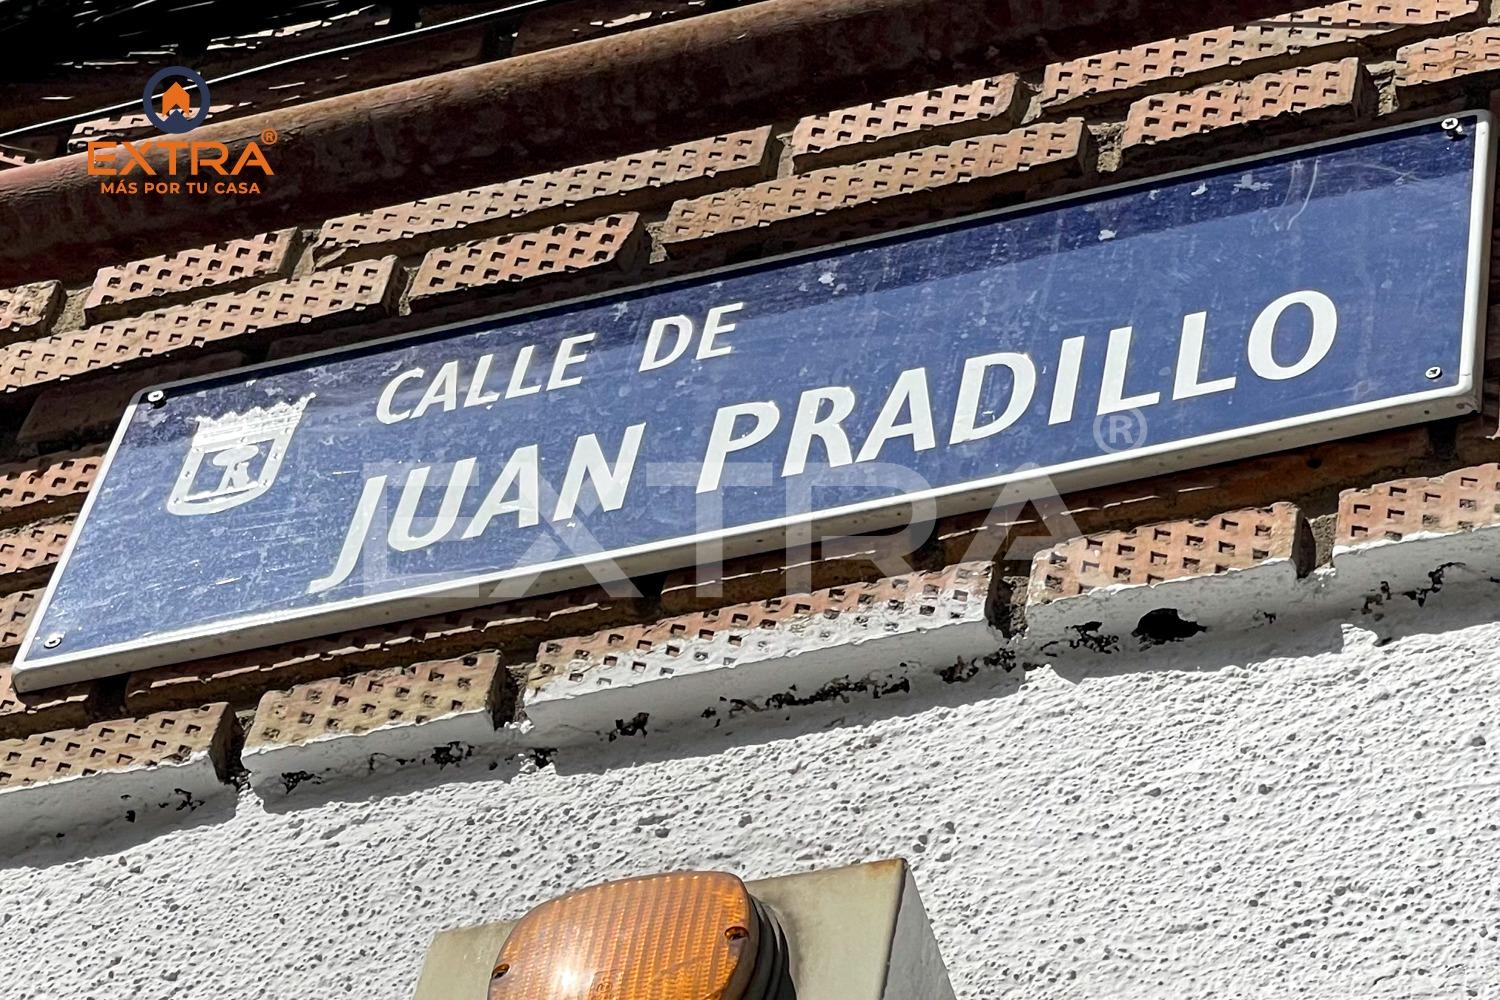 EXTRA®
MÁS POR TU CASA
CALLE DE
JUAN PRADILLO
EXTRA®